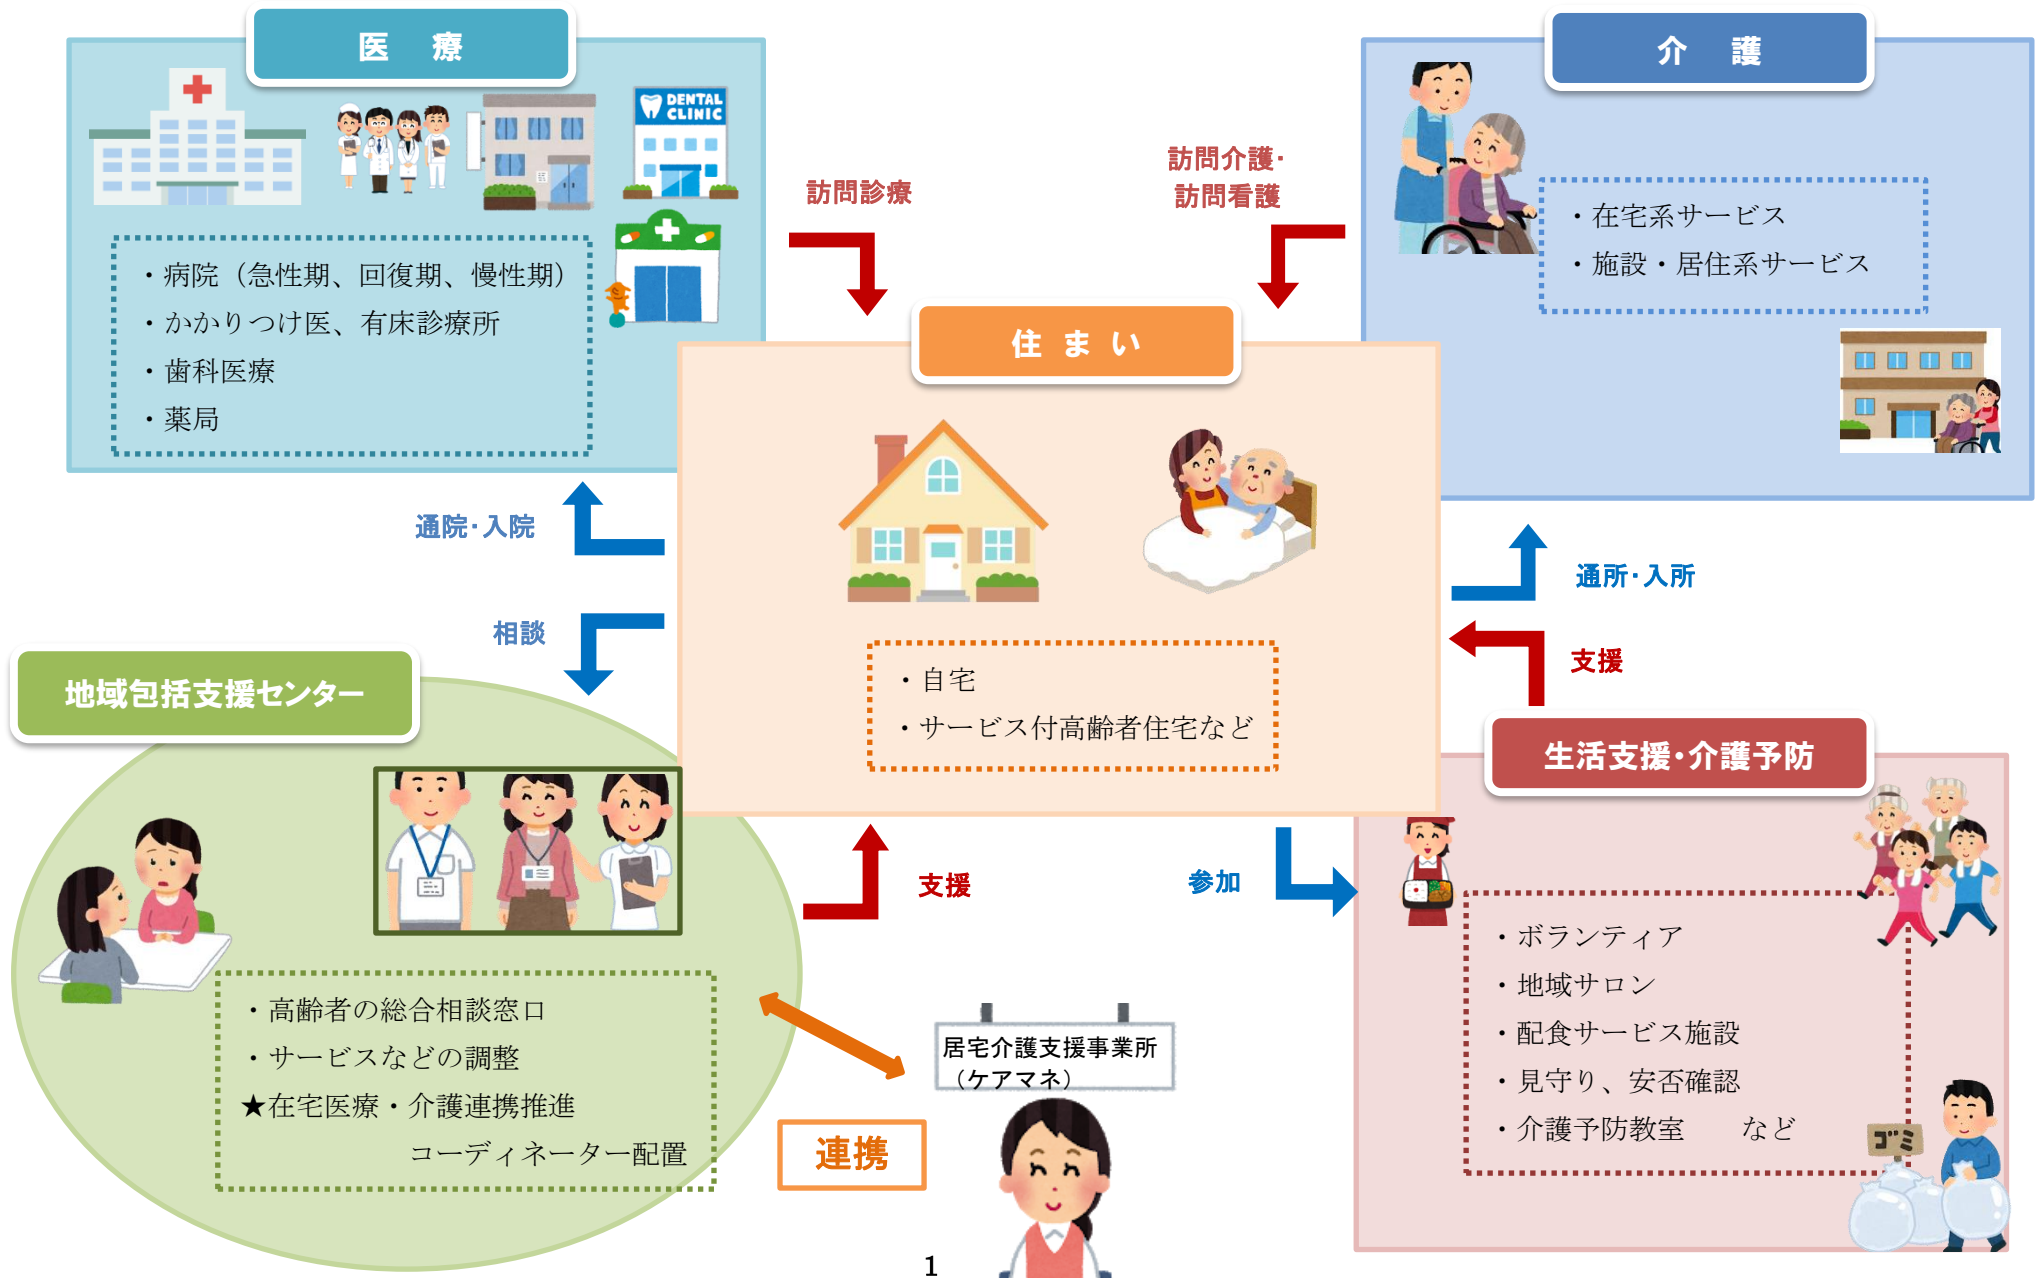 医　療
DENTAL
CLINIC
・病院（急性期、回復期、慢性期）
・かかりつけ医、有床診療所
・歯科医療
・薬局
訪問診療
訪問介護・
訪問看護
介　護
・在宅系サービス
・施設・居住系サービス
住 ま い
・自宅
・サービス付高齢者住宅など
通院・入院
相談
通所・入所
支援
地域包括支援センター
・高齢者の総合相談窓口
・サービスなどの調整
★在宅医療・介護連携推進
コーディネーター配置
支援
参加
生活支援・介護予防
・ボランティア
・地域サロン
・配食サービス施設
・見守り、安否確認
・介護予防教室　　など
ゴミ
居宅介護支援事業所
（ケアマネ）
連携
1